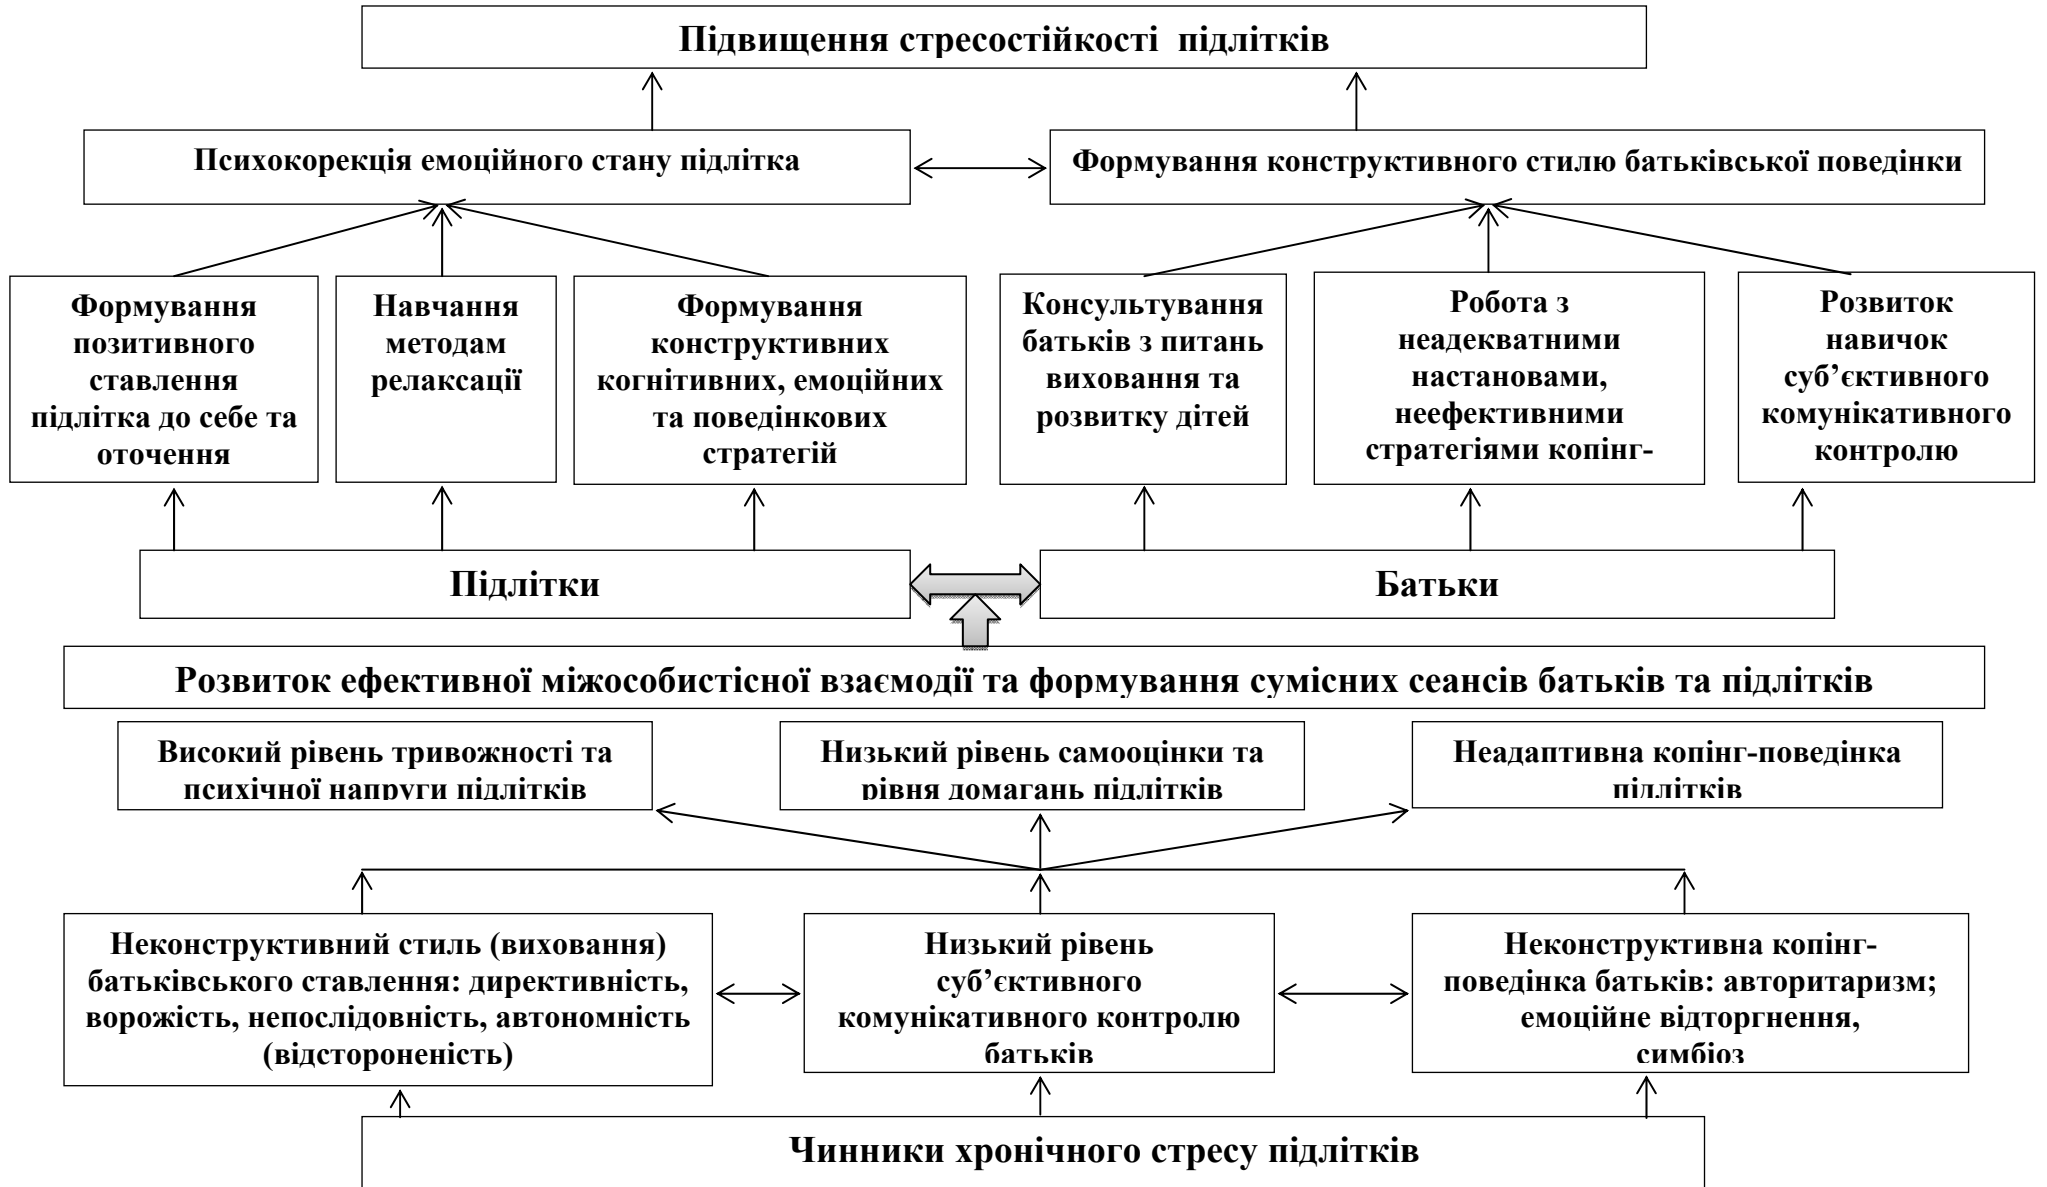 Підвищення стресостійкості підлітків
Психокорекція емоційного стану підлітка
Формування конструктивного стилю батьківської поведінки
Формування
позитивного
ставлення
підлітка до себе та
оточення
Навчання
методам
релаксації
Формування
конструктивних
когнітивних, емоційних
та поведінкових
стратегій
Консультування
батьків з питань
виховання та
розвитку дітей
Робота з
неадекватними
настановами,
неефективними
стратегіями копінг-
Розвиток
навичок
суб’єктивного
комунікативного
контролю
Підлітки
Батьки
Розвиток ефективної міжособистісної взаємодії та формування сумісних сеансів батьків та підлітків
Високий рівень тривожності та
психічної напруги підлітків
Низький рівень самооцінки та
рівня домагань підлітків
Неадаптивна копінг-поведінка
підлітків
Неконструктивний стиль (виховання)
батьківського ставлення: директивність,
ворожість, непослідовність, автономність
(відстороненість)
Низький рівень
суб’єктивного
комунікативного контролю
батьків
Неконструктивна копінг-
поведінка батьків: авторитаризм;
емоційне відторгнення,
симбіоз
Чинники хронічного стресу підлітків